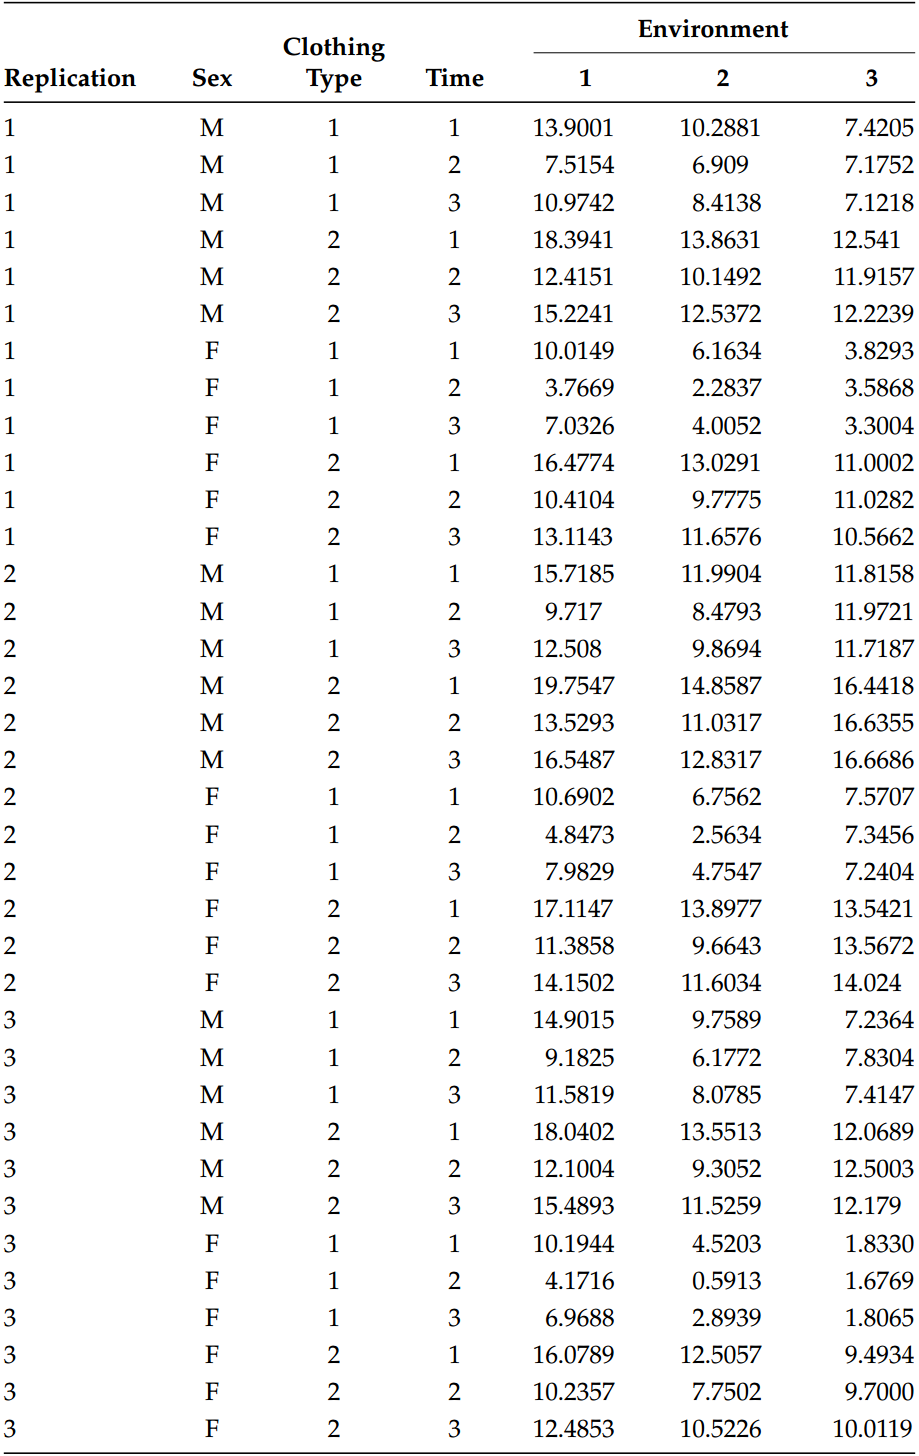 Environment
Clothing
Replication Sex Type Time 1 2 3
1 M 1 1 13.9001 10.2881 7.4205
1 M 1 2 7.5154 6.909 7.1752
1 M 1 3 10.9742 8.4138 7.1218
1 M 2 1 18.3941 13.8631 12.541
1 M 2 2 12.4151 10.1492 11.9157
1 M 2 3 15.2241 12.5372 12.2239
1 F 1 1 10.0149 6.1634 3.8293
1 F 1 2 3.7669 2.2837 3.5868
1 F 1 3 7.0326 4.0052 3.3004
1 F 2 1 16.4774 13.0291 11.0002
1 F 2 2 10.4104 9.7775 11.0282
1 F 2 3 13.1143 11.6576 10.5662
2 M 1 1 15.7185 11.9904 11.8158
2 M 1 2 9.717 8.4793 11.9721
2 M 1 3 12.508 9.8694 11.7187
2 M 2 1 19.7547 14.8587 16.4418
2 M 2 2 13.5293 11.0317 16.6355
2 M 2 3 16.5487 12.8317 16.6686
2 F 1 1 10.6902 6.7562 7.5707
2 F 1 2 4.8473 2.5634 7.3456
2 F 1 3 7.9829 4.7547 7.2404
2 F 2 1 17.1147 13.8977 13.5421
2 F 2 2 11.3858 9.6643 13.5672
2 F 2 3 14.1502 11.6034 14.024
3 M 1 1 14.9015 9.7589 7.2364
3 M 1 2 9.1825 6.1772 7.8304
3 M 1 3 11.5819 8.0785 7.4147
3 M 2 1 18.0402 13.5513 12.0689
3 M 2 2 12.1004 9.3052 12.5003
3 M 2 3 15.4893 11.5259 12.179
3 F 1 1 10.1944 4.5203 1.8330
3 F 1 2 4.1716 0.5913 1.6769
3 F 1 3 6.9688 2.8939 1.8065
3 F 2 1 16.0789 12.5057 9.4934
3 F 2 2 10.2357 7.7502 9.7000
3 F 2 3 12.4853 10.5226 10.0119